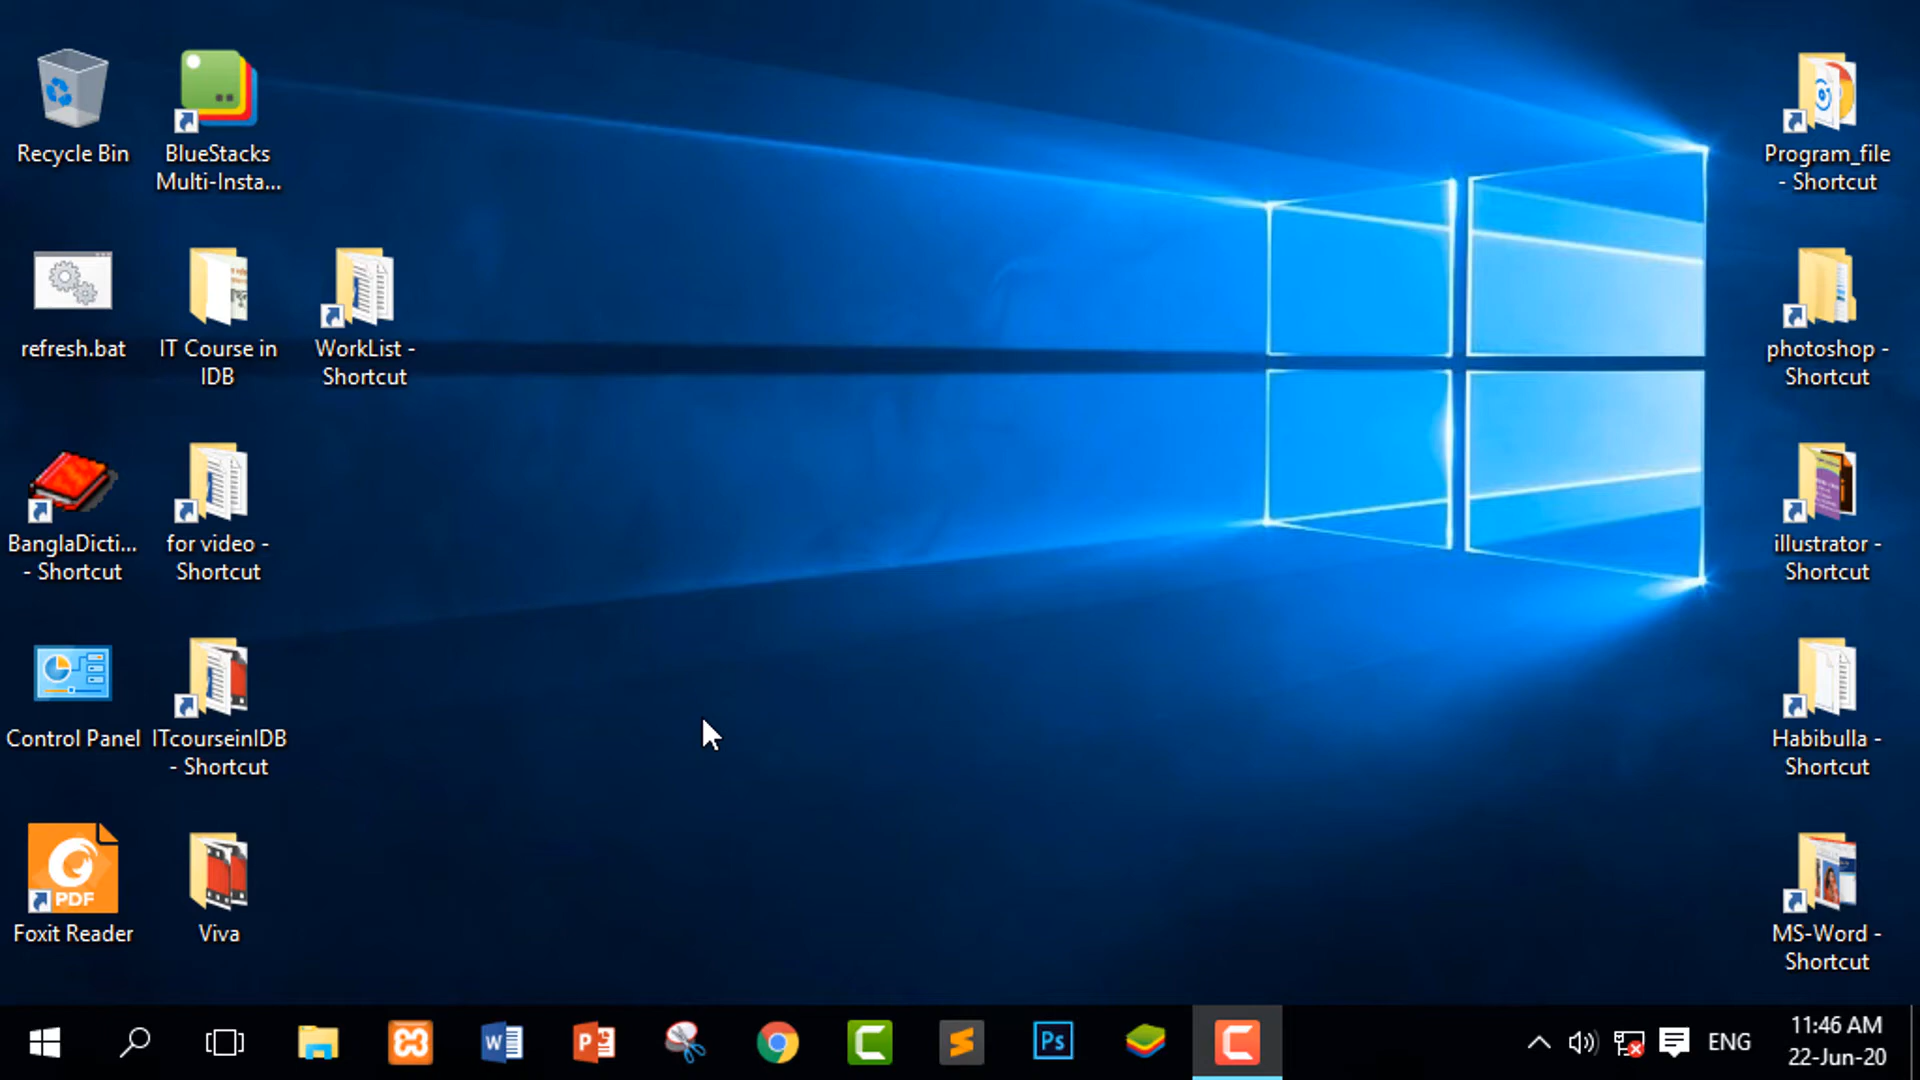 Recycle Bin
BlueStacks
Multi-Insta...
Program_file
- Shortcut
refresh.bat
IT Course in
IDB
WorkList -
Shortcut
photoshop -
Shortcut
BanglaDicti...
- Shortcut
for video -
Shortcut
illustrator -
Shortcut
Control Panel
ITcourseinIDB
- Shortcut
Habibulla -
Shortcut
PDF
Foxit Reader
Viva
MS-Word -
Shortcut
W
P
Ps
ENG
11:46 AM
22-Jun-20